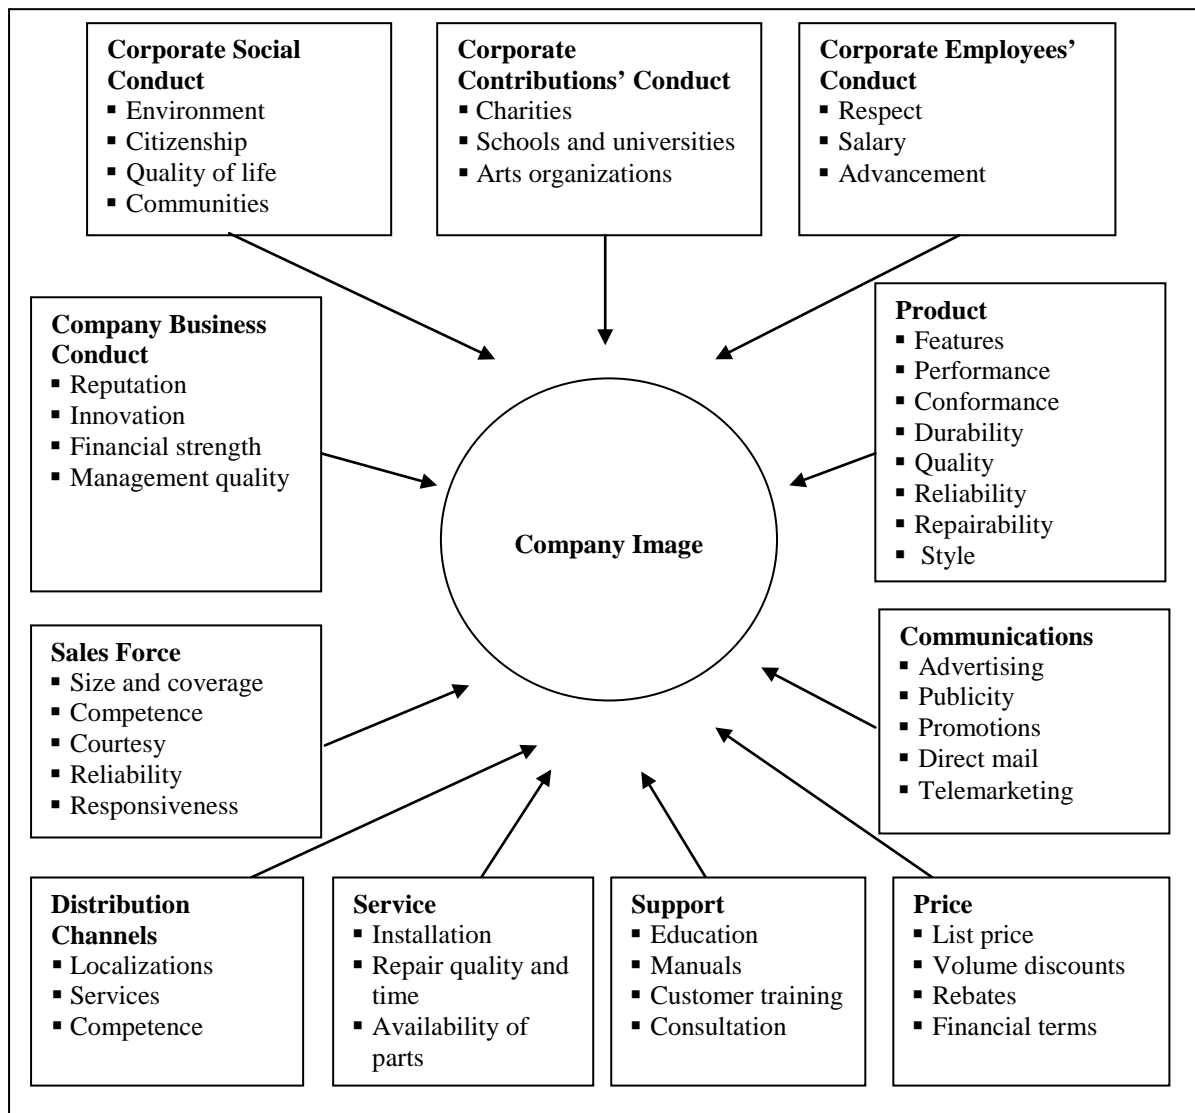 Corporate Social
Conduct
▪ Environment
▪ Citizenship
▪ Quality of life
▪ Communities
Corporate
Contributions’ Conduct
▪ Charities
▪ Schools and universities
▪ Arts organizations
Corporate Employees’
Conduct
▪ Respect
▪ Salary
▪ Advancement
Company Business
Conduct
▪ Reputation
▪ Innovation
▪ Financial strength
▪ Management quality
Product
▪ Features
▪ Performance
▪ Conformance
▪ Durability
▪ Quality
▪ Reliability
▪ Repairability
▪ Style
Company Image
Sales Force
▪ Size and coverage
▪ Competence
▪ Courtesy
▪ Reliability
▪ Responsiveness
Communications
▪ Advertising
▪ Publicity
▪ Promotions
▪ Direct mail
▪ Telemarketing
Distribution
Channels
▪ Localizations
▪ Services
▪ Competence
Service
▪ Installation
▪ Repair quality and
time
▪ Availability of
parts
Support
▪ Education
▪ Manuals
▪ Customer training
▪ Consultation
Price
▪ List price
▪ Volume discounts
▪ Rebates
▪ Financial terms